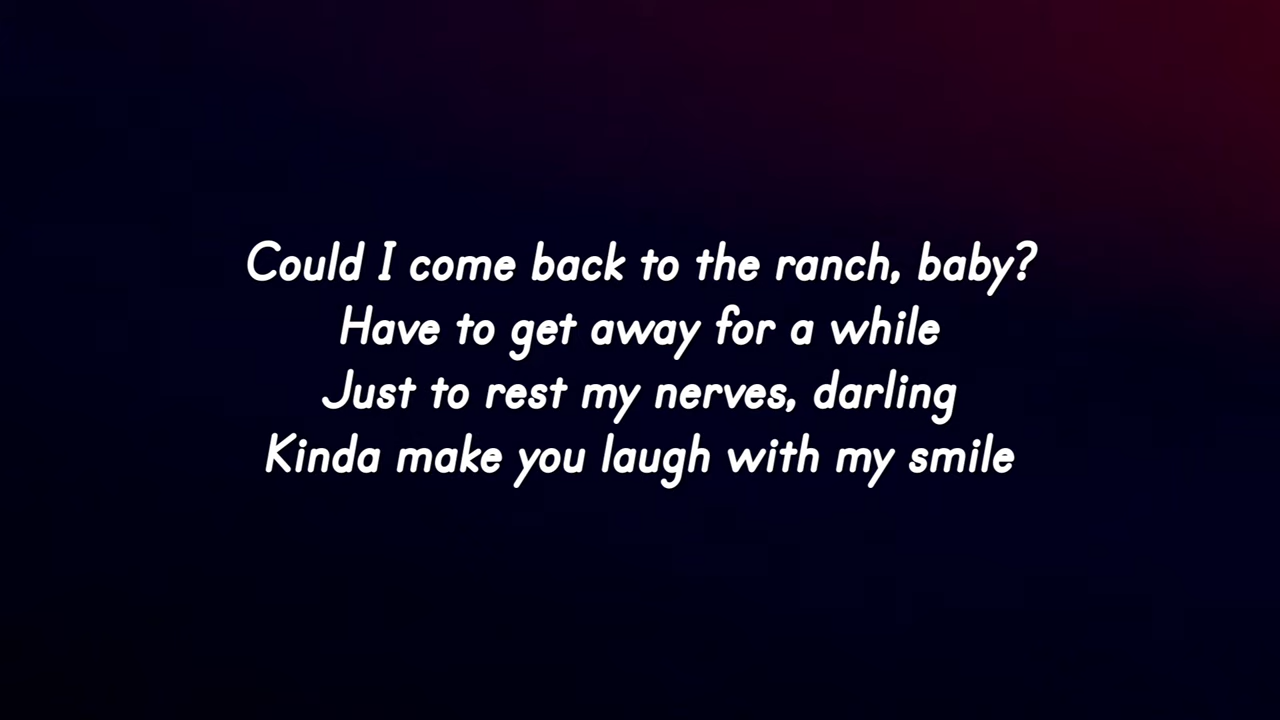 Could I come back to the ranch, baby?
Have to get away for a while
Just to rest my nerves, darling
Kinda make you laugh with my smile